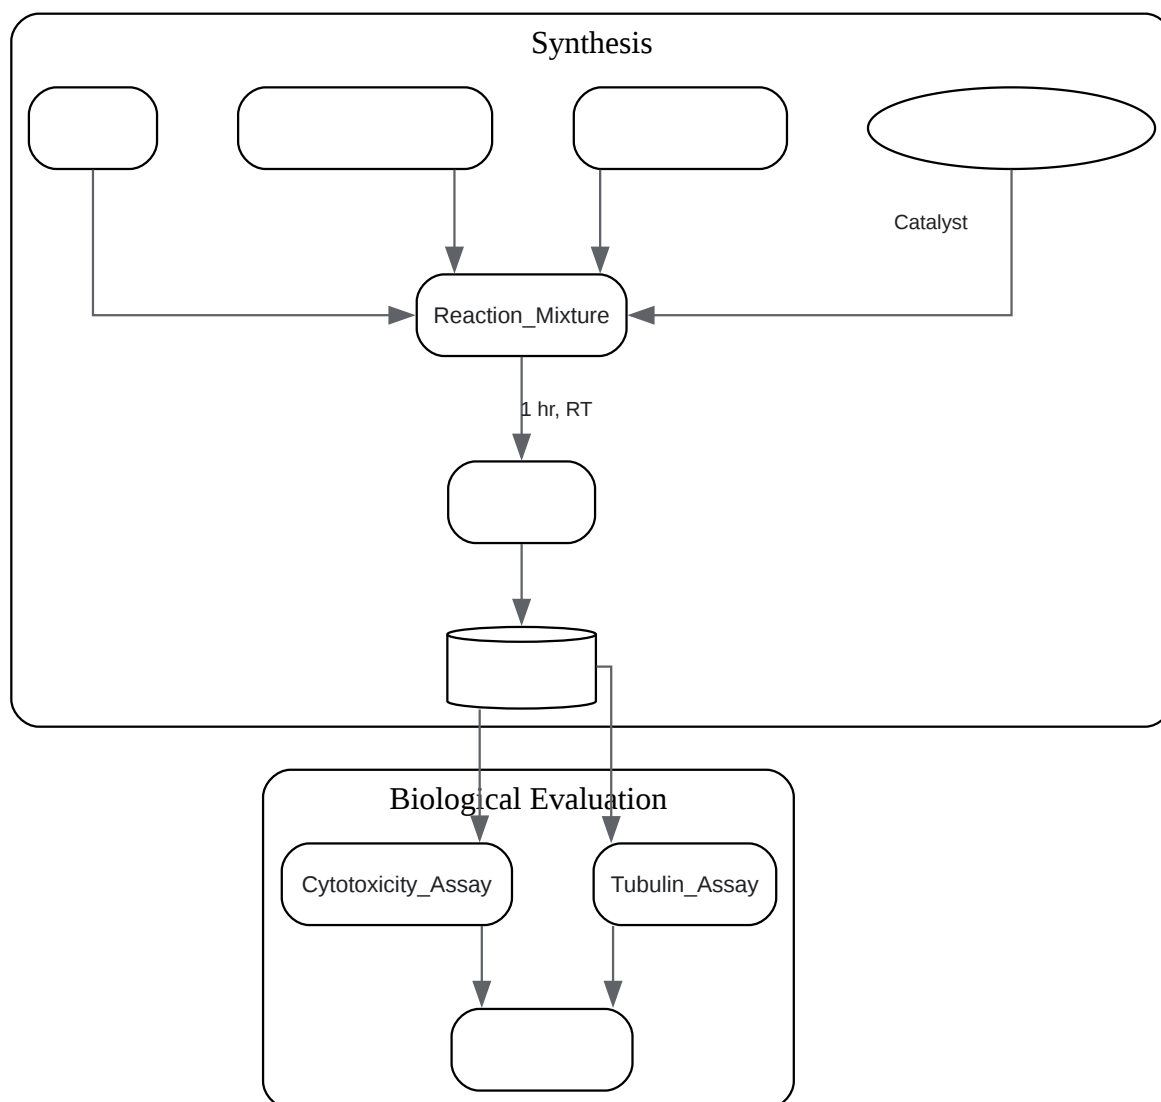 Synthesis
Catalyst
Reaction_Mixture
1 hr, RT
Biological Evaluation
Cytotoxicity_Assay
Tubulin_Assay